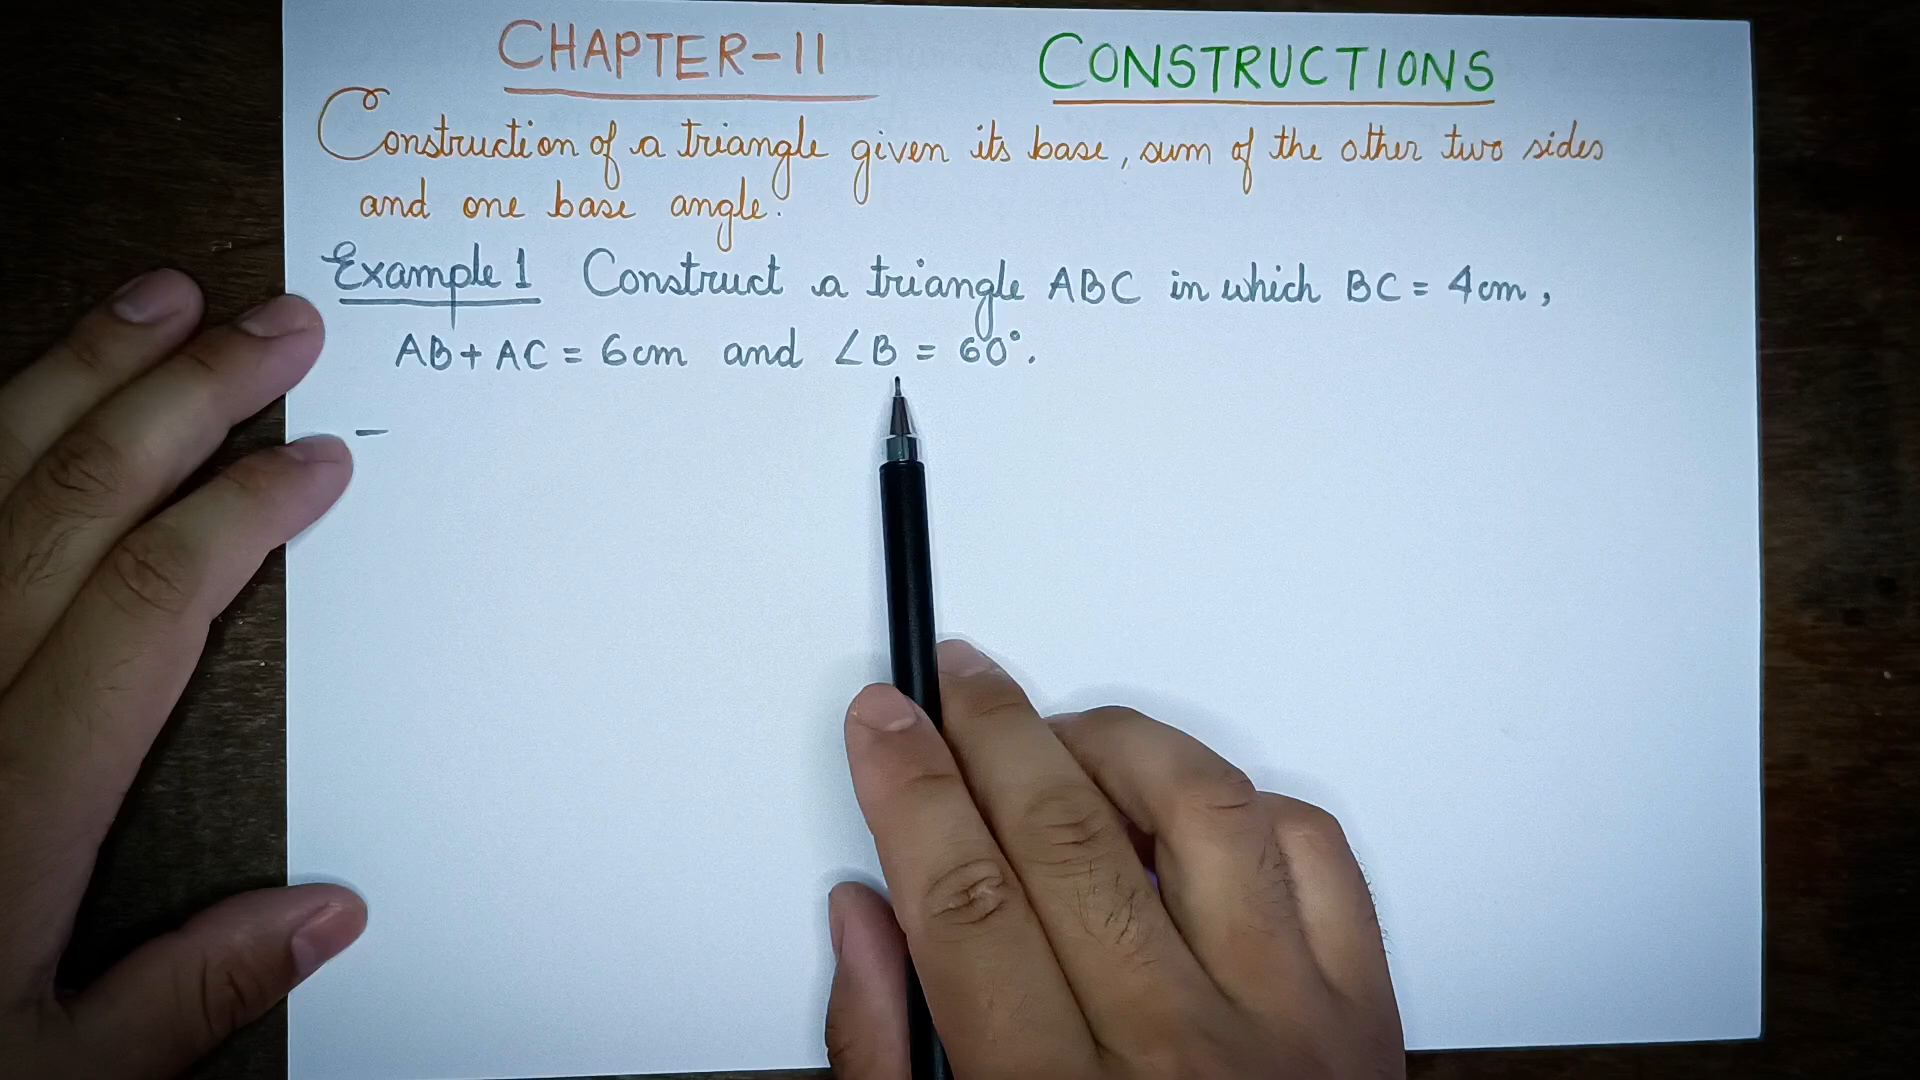 CHAPTER-11 CONSTRUCTIONS
Construction of a triangle given its base, sum of the other two sides
and one base angle.
Example 1 Construct a triangle ABC in which BC = 4cm,
AB + AC = 6cm and ∠B = 60°.